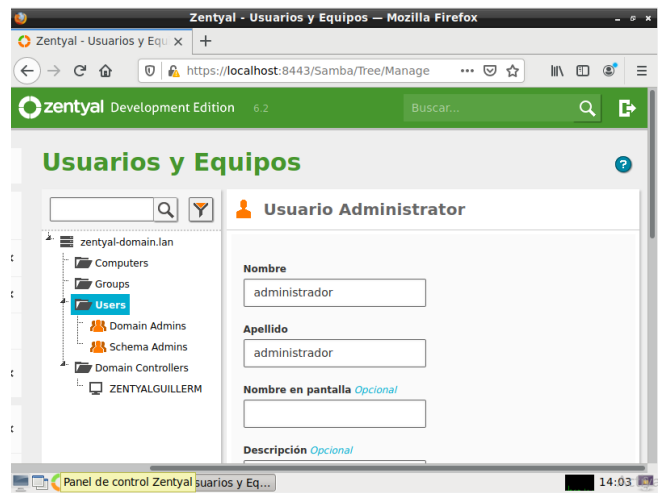 Zentyal - Usuarios y Equipos — Mozilla Firefox
Zentyal - Usuarios y Equ
https://localhost:8443/Samba/Tree/Manage
zentyal Development Edition 6.2
Buscar...
Usuarios y Equipos
Usuario Administrator
zentyal-domain.lan
Computers
Groups
Users
Domain Admins
Schema Admins
Domain Controllers
ZENTYALGUILLERM
Nombre
administrador
Apellido
administrador
Nombre en pantalla Opcional
Descripción Opcional
Panel de control Zentyal
suarios y Eq...
14:03